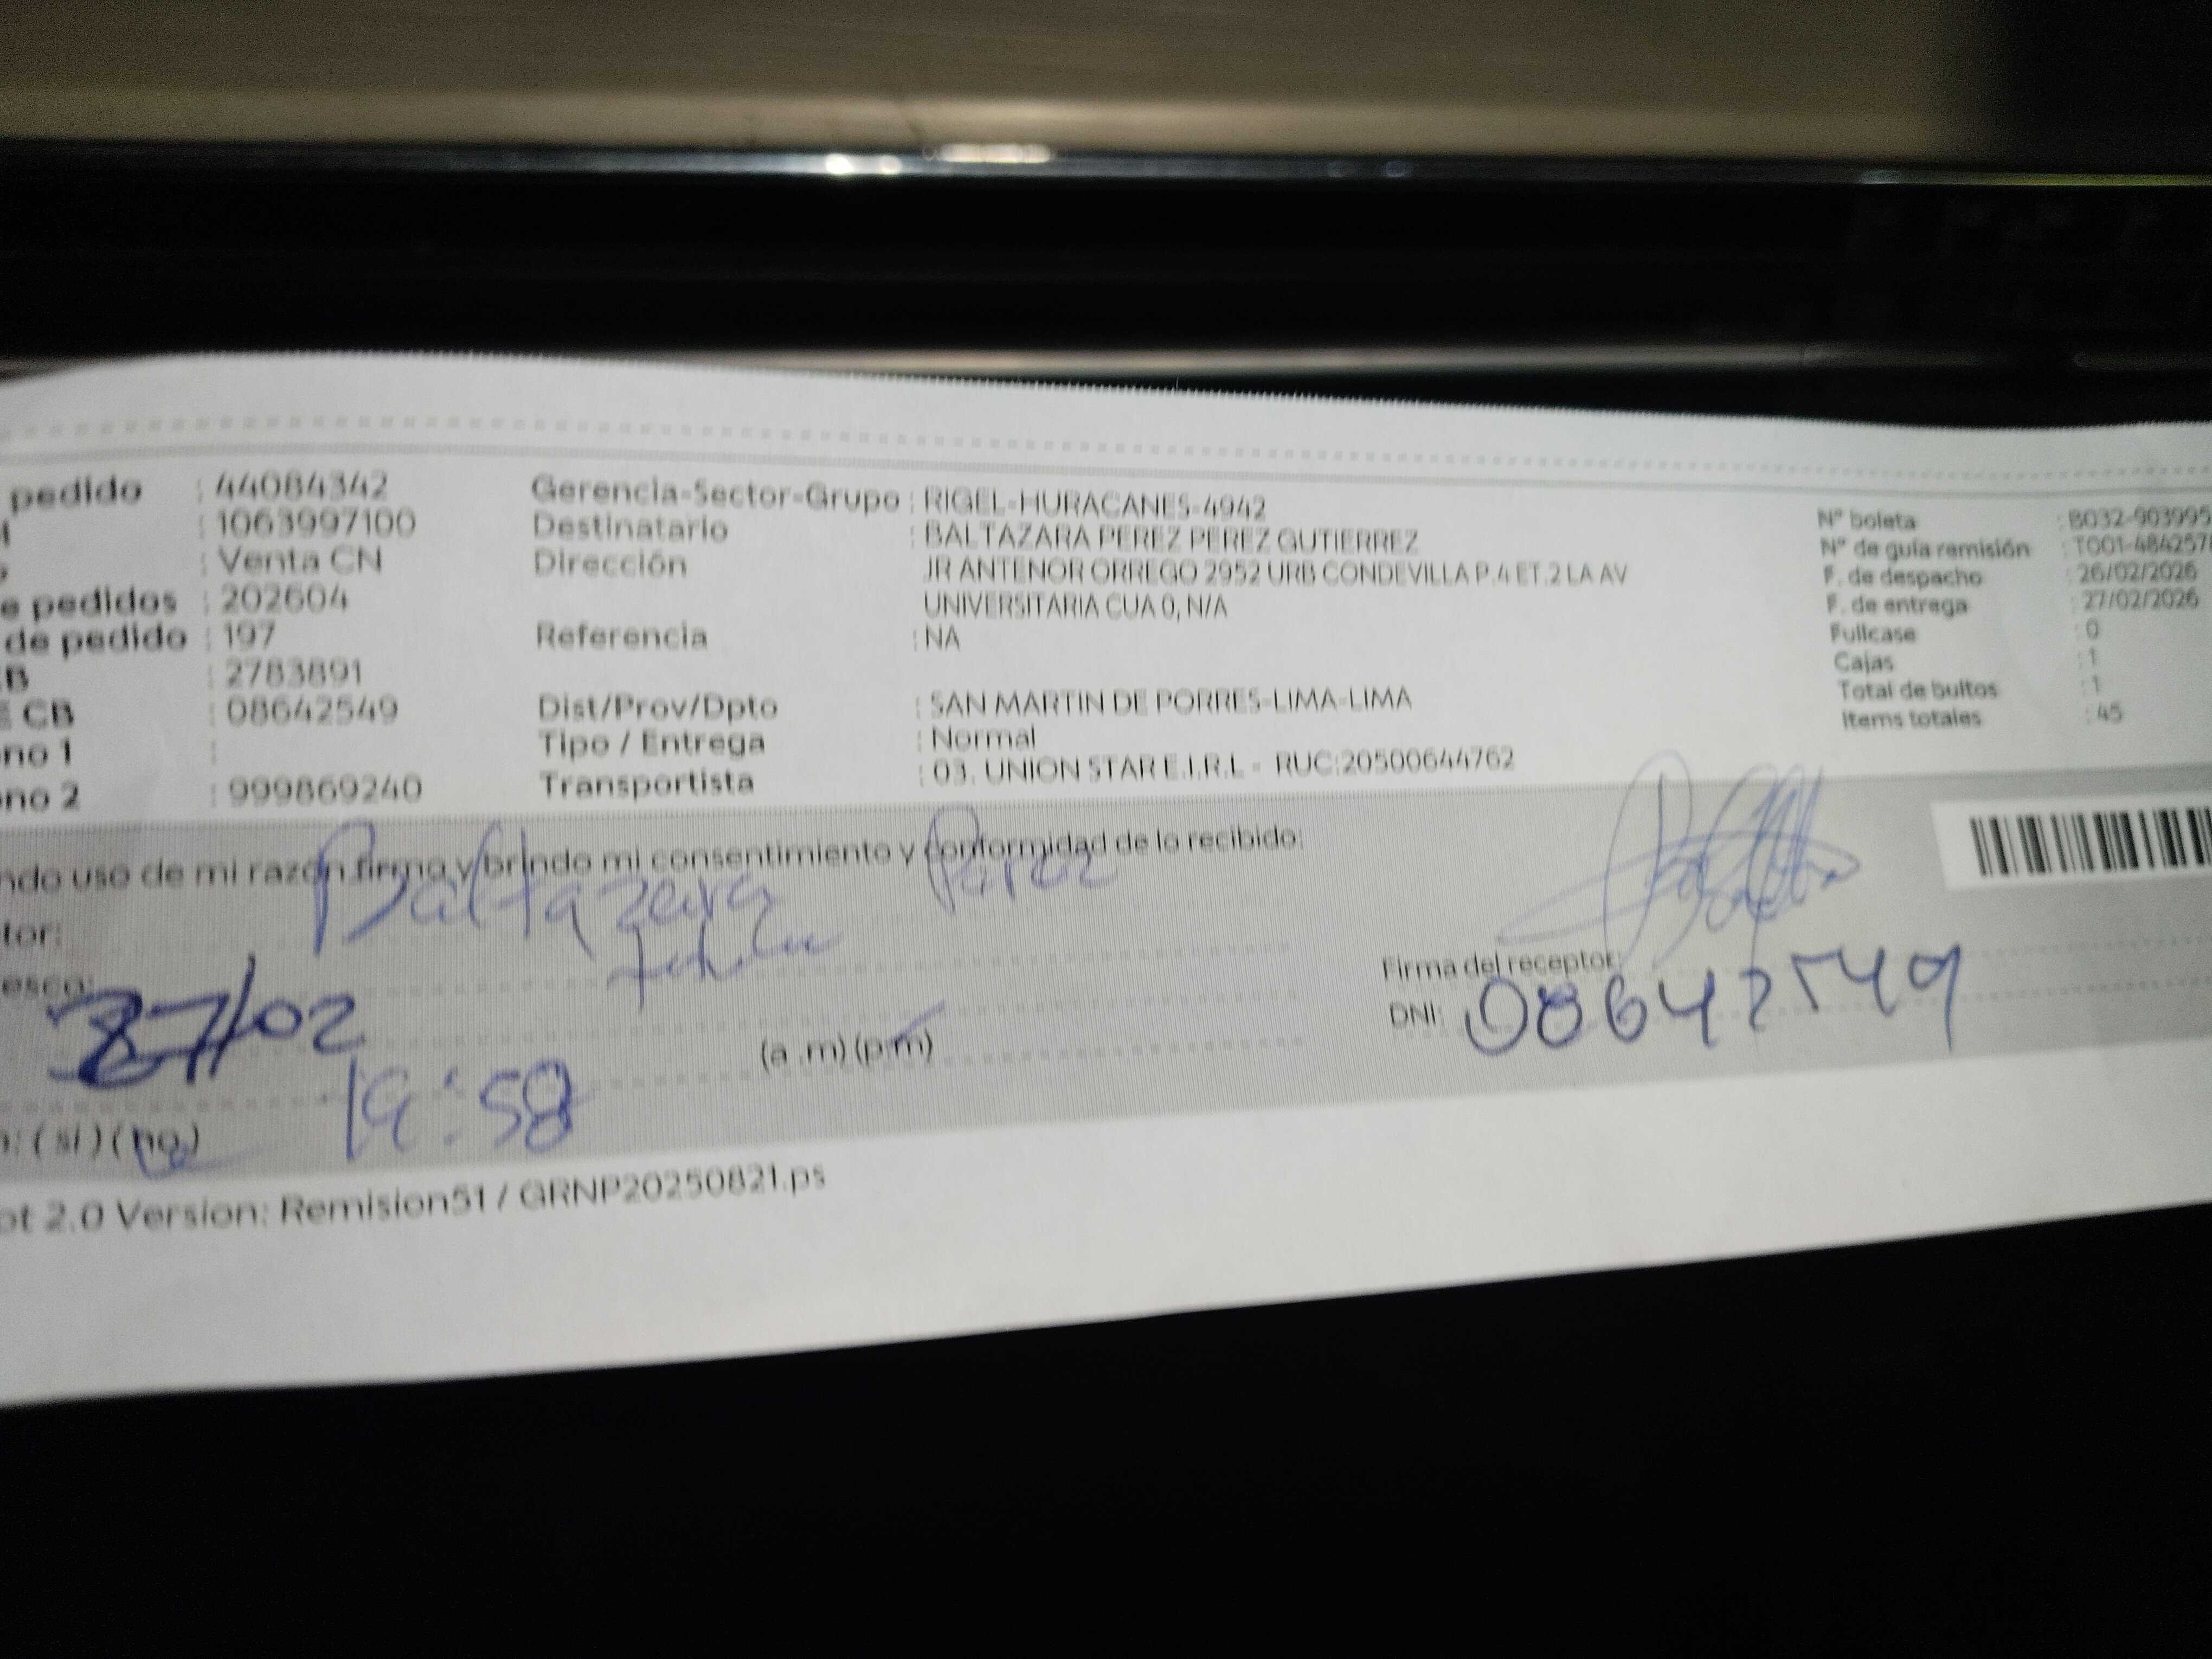 pedido : 44084342
: 1063997100
: Venta CN
e pedidos : 202604
de pedido : 197
B : 2783891
E CB : 08642549
ono 1 :
ono 2 : 999869240
Gerencia-Sector-Grupo : RIGEL-HURACANES-4942
Destinatario : BALTAZARA PEREZ PEREZ GUTIERREZ
Dirección : JR ANTENOR ORREGO 2952 URB CONDEVILLA P.4 ET.2 LA AV
UNIVERSITARIA CUA 0, N/A
Referencia : NA
Dist/Prov/Dpto : SAN MARTIN DE PORRES-LIMA-LIMA
Tipo / Entrega : Normal
Transportista : 03. UNION STAR E.I.R.L - RUC:20500644762
N° boleta : B032-903995
N° de guía remisión : T001-4842578
F. de despacho : 26/02/2026
F. de entrega : 27/02/2026
Fullcase : 0
Cajas : 1
Total de bultos : 1
Items totales : 45
ndo uso de mi razón firmo y brindo mi consentimiento y conformidad de lo recibido:
Baltazara Perez
tor:
Firma del receptor:
27/02
DNI: 08642549
(a .m) (p.m)
19:58
n: ( si ) ( no )
ot 2.0 Version: Remision51 / GRNP20250821.ps